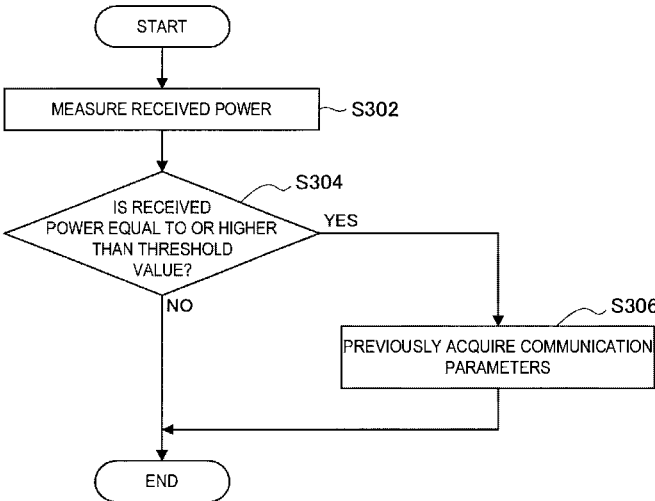 START
MEASURE RECEIVED POWER
S302
S304
IS RECEIVED
POWER EQUAL TO OR HIGHER
THAN THRESHOLD
VALUE?
YES
NO
S306
PREVIOUSLY ACQUIRE COMMUNICATION
PARAMETERS
END